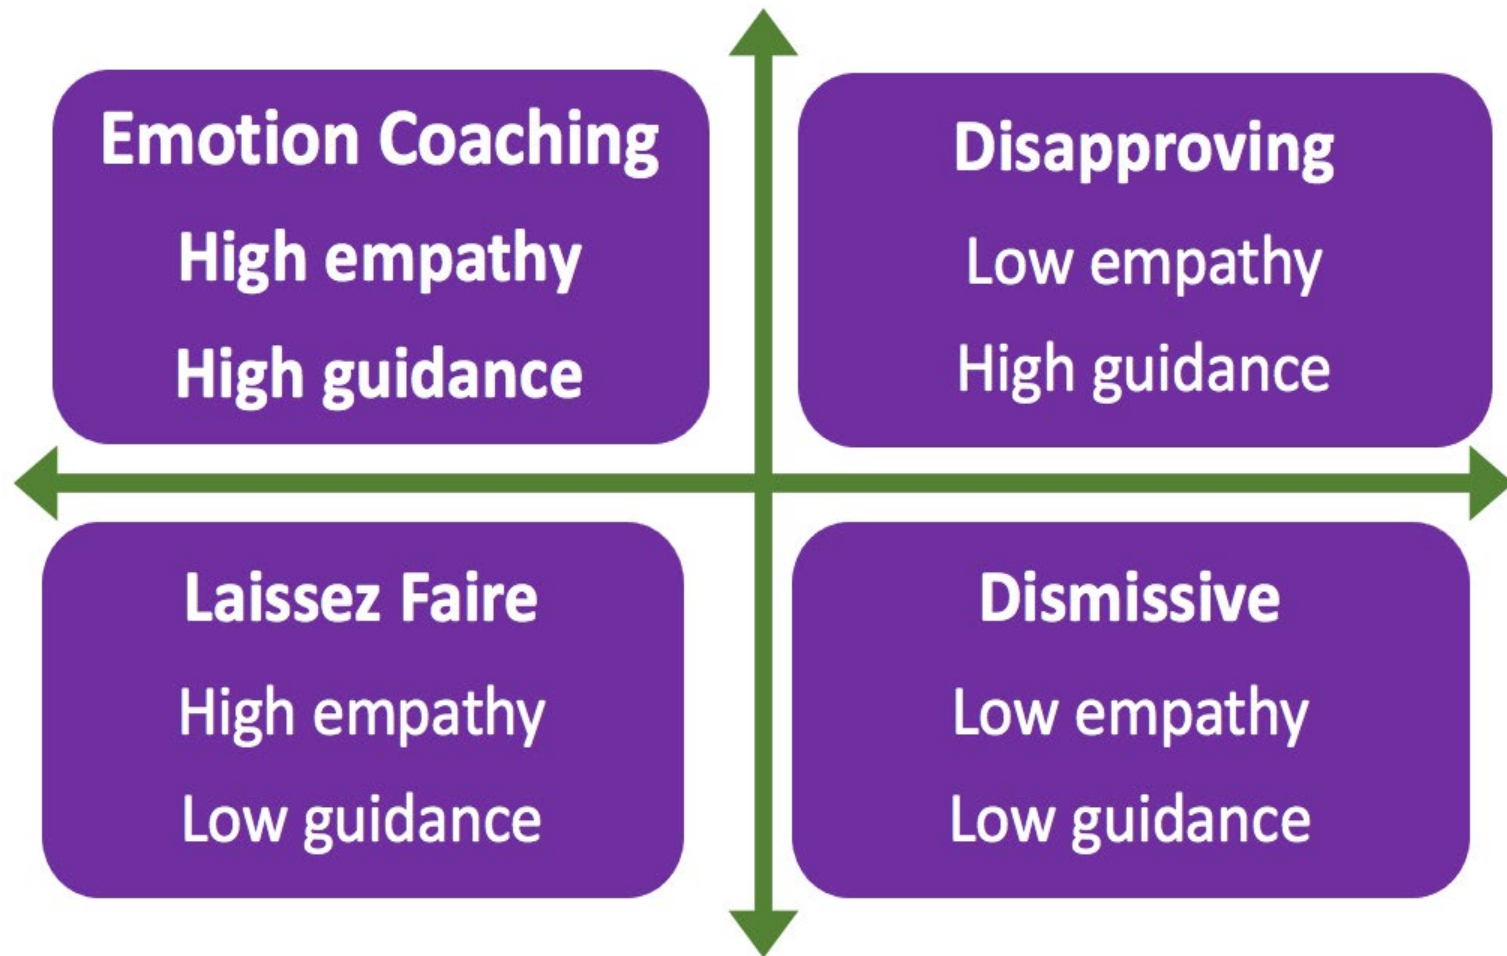 Emotion Coaching
High empathy
High guidance
Disapproving
Low empathy
High guidance
Laissez Faire
High empathy
Low guidance
Dismissive
Low empathy
Low guidance